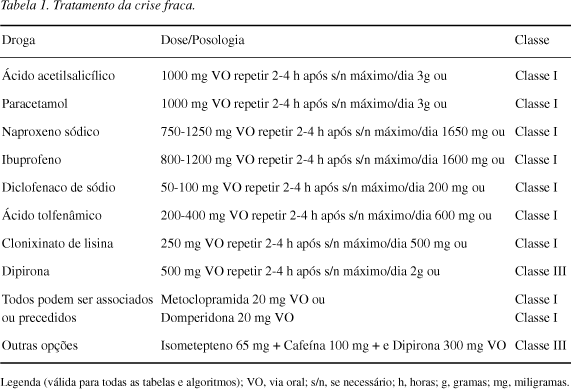 Tabela 1. Tratamento da crise fraca.
Droga Dose/Posologia Classe
Ácido acetilsalicílico 1000 mg VO repetir 2-4 h após s/n máximo/dia 3g ou Classe I
Paracetamol 1000 mg VO repetir 2-4 h após s/n máximo/dia 3g ou Classe I
Naproxeno sódico 750-1250 mg VO repetir 2-4 h após s/n máximo/dia 1650 mg ou Classe I
Ibuprofeno 800-1200 mg VO repetir 2-4 h após s/n máximo/dia 1600 mg ou Classe I
Diclofenaco de sódio 50-100 mg VO repetir 2-4 h após s/n máximo/dia 200 mg ou Classe I
Ácido tolfenâmico 200-400 mg VO repetir 2-4 h após s/n máximo/dia 600 mg ou Classe I
Clonixinato de lisina 250 mg VO repetir 2-4 h após s/n máximo/dia 500 mg ou Classe I
Dipirona 500 mg VO repetir 2-4 h após s/n máximo/dia 2g ou Classe III
Todos podem ser associados Metoclopramida 20 mg VO ou Classe I
ou precedidos Domperidona 20 mg VO Classe I
Outras opções Isometepteno 65 mg + Cafeína 100 mg + e Dipirona 300 mg VO Classe III
Legenda (válida para todas as tabelas e algoritmos); VO, via oral; s/n, se necessário; h, horas; g, gramas; mg, miligramas.